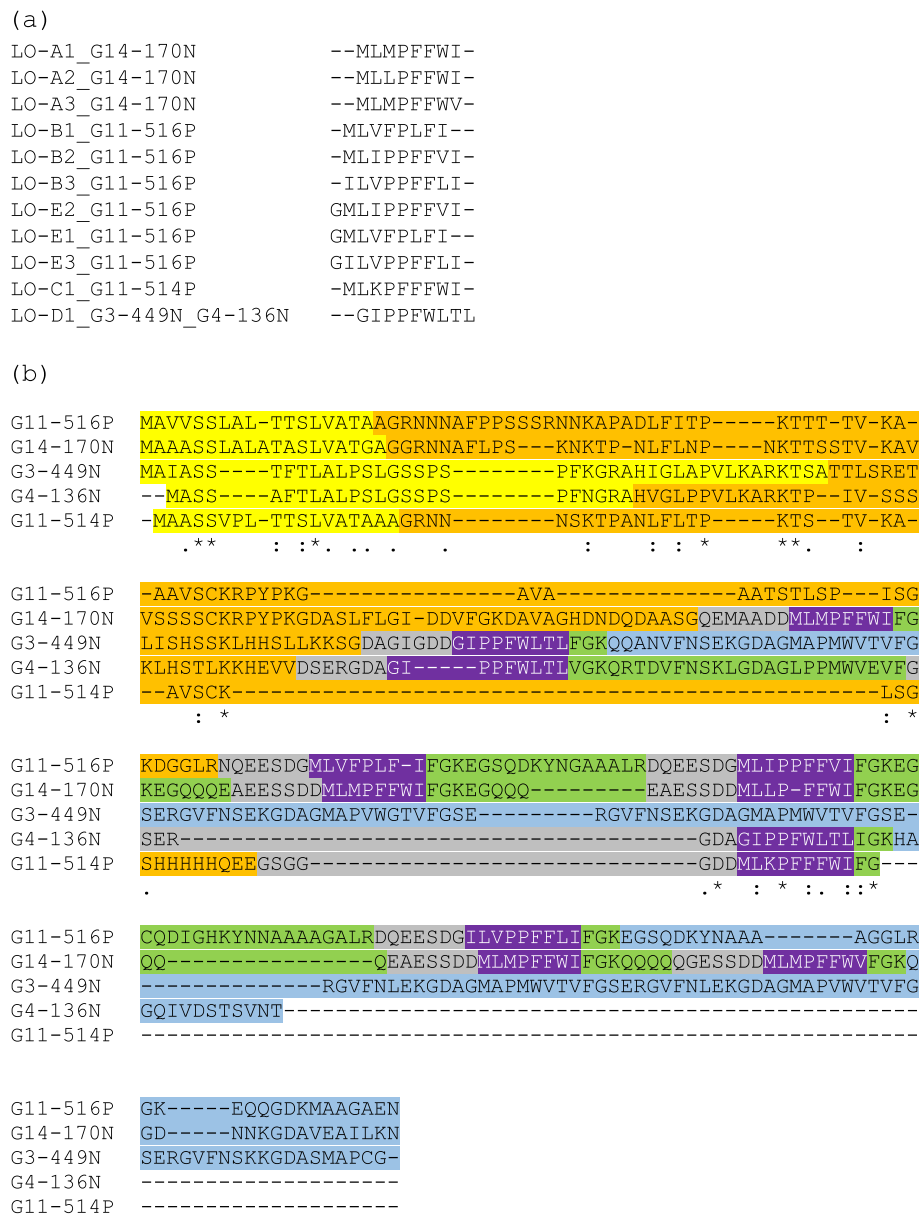 (a)
LO-A1_G14-170N --MLMPFFWI-
LO-A2_G14-170N --MLLPFFWI-
LO-A3_G14-170N --MLMPFFWV-
LO-B1_G11-516P -MLVFPLFI--
LO-B2_G11-516P -MLIPPFFVI-
LO-B3_G11-516P -ILVPPFFLI-
LO-E2_G11-516P GMLIPPFFVI-
LO-E1_G11-516P GMLVFPLFI--
LO-E3_G11-516P GILVPPFFLI-
LO-C1_G11-514P -MLKPFFFWI-
LO-D1_G3-449N_G4-136N --GIPPFWLTL
(b)
G11-516P MAVVSSLAL-TTSLVATAAGRNNNAFPPSSSRNNKAPADLFITP-----KTTT-TV-KA-
G14-170N MAAASSLALATASLVATGAGGRNNAFLPS---KNKTP-NLFLNP----NKTTSSTV-KAV
G3-449N MAIASS----TFTLALPSLGSSPS--------PFKGRAHIGLAPVLKARKTSATTLSRET
G4-136N --MASS----AFTLALPSLGSSPS--------PFNGRAHVGLPPVLKARKTP--IV-SSS
G11-514P -MAASSVPL-TTSLVATAAAGRNN--------NSKTPANLFLTP-----KTS--TV-KA-
.** : :*. .. . . : : : * **. :
G11-516P -AAVSCKRPYPKG----------------AVA--------------AATSTLSP---ISG
G14-170N VSSSSCKRPYPKGDASLFLGI-DDVFGKDAVAGHDNDQDAASGQEMAADDMLMPFFWIFG
G3-449N LISHSSKLHHSLLKKSGDAGIGDDGIPPFWLTLFGKQQANVFNSEKGDAGMAPMWVTVFG
G4-136N KLHSTLKKHEVVDSERGDAGI-----PPFWLTLVGKQRTDVFNSKLGDAGLPPMWVEVFG
G11-514P --AVSCK--------------------------------------------------LSG
: * : *
G11-516P KDGGLRNQEESDGMLVFPLF-IFGKEGSQDKYNGAAALRDQEESDGMLIPPFFVIFGKEG
G14-170N KEGQQQEAEESSDDMLMPFFWIFGKEGQQQ---------EAESSDDMLLP-FFWIFGKEG
G3-449N SERGVFNSEKGDAGMAPVWGTVFGSE---------RGVFNSEKGDAGMAPMWVTVFGSE-
G4-136N SER----------------------------------------GDAGIPPFWLTLIGKHA
G11-514P SHHHHHQEEGSGG------------------------------GDDMLKPFFFWIFG---
. .* : * :. ::*
G11-516P CQDIGHKYNNAAAAGALRDQEESDGILVPPFFLIFGKEGSQDKYNAAA-------AGGLR
G14-170N QQ----------------QEAESSDDMLMPFFWIFGKQQQQQGESSDDMLMPFFWVFGKQ
G3-449N --------------RGVFNLEKGDAGMAPMWVTVFGSERGVFNLEKGDAGMAPVWVTVFG
G4-136N GQIVDSTSVNT-------------------------------------------------
G11-514P ------------------------------------------------------------
G11-516P GK-----EQQGDKMAAGAEN
G14-170N GD-----NNKGDAVEAILKN
G3-449N SERGVFNSKKGDASMAPCG-
G4-136N --------------------
G11-514P --------------------